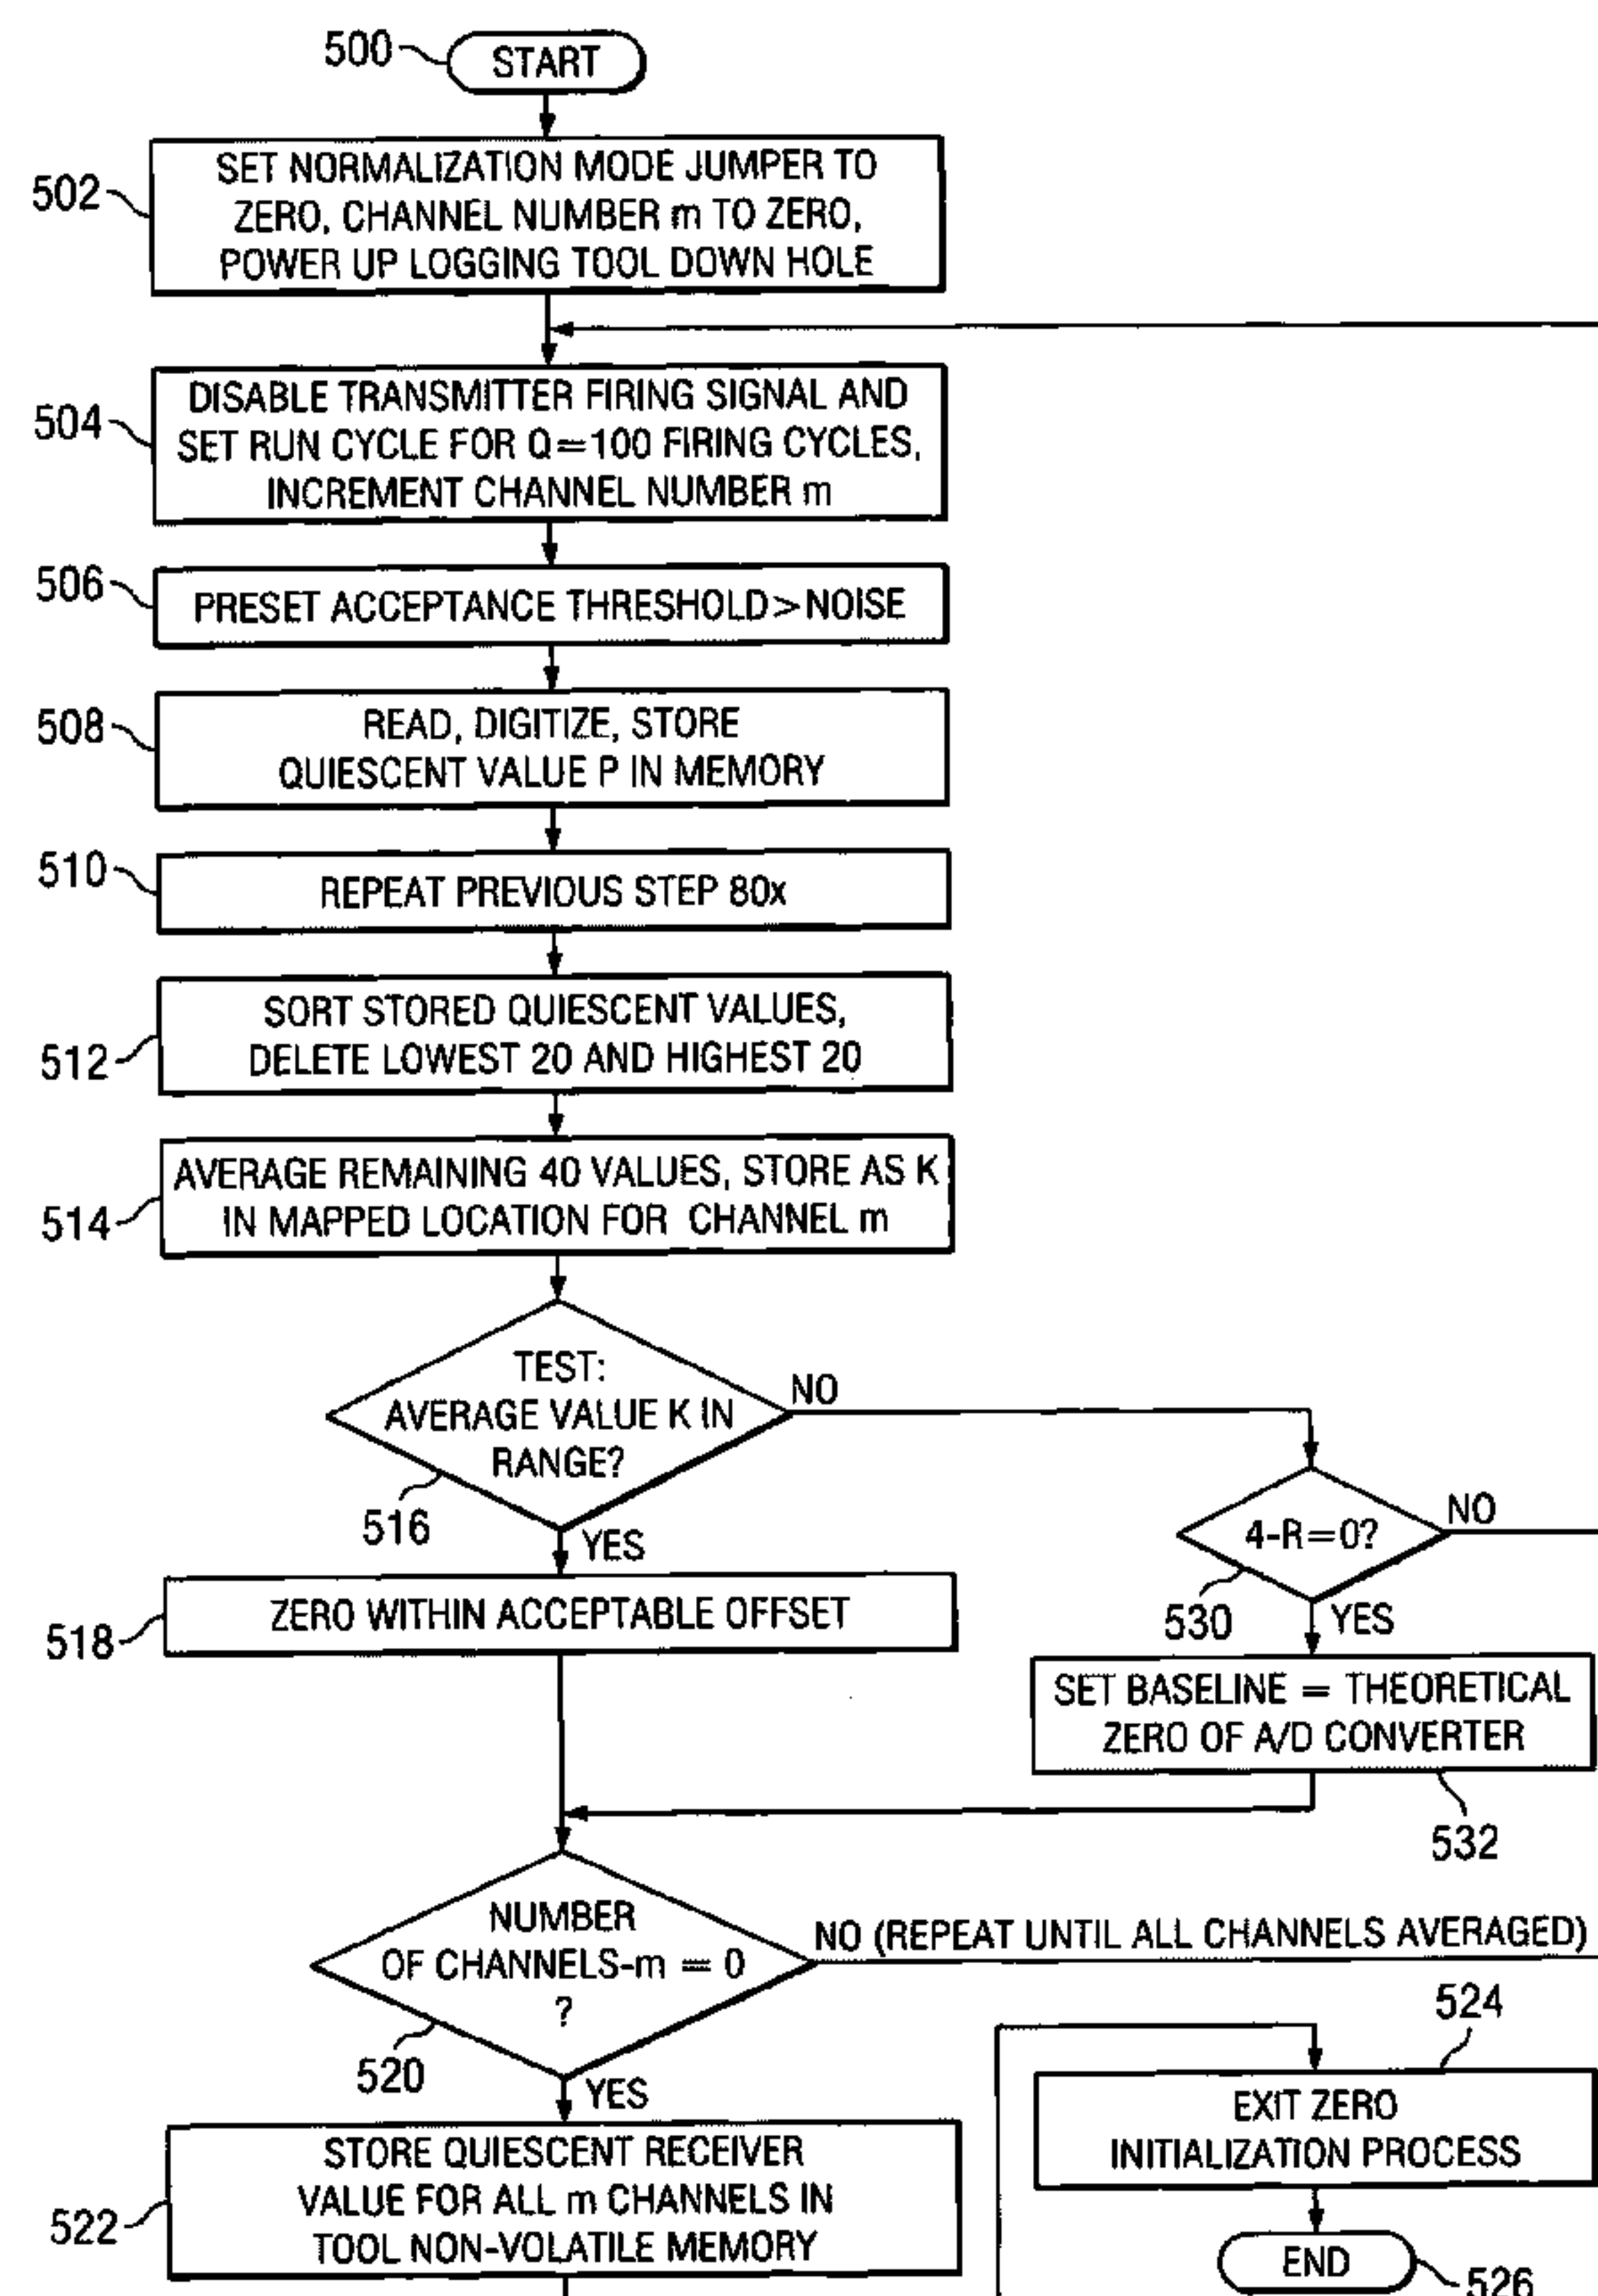 500
START
502
SET NORMALIZATION MODE JUMPER TO
ZERO, CHANNEL NUMBER m TO ZERO,
POWER UP LOGGING TOOL DOWN HOLE
504
DISABLE TRANSMITTER FIRING SIGNAL AND
SET RUN CYCLE FOR Q=100 FIRING CYCLES,
INCREMENT CHANNEL NUMBER m
506
PRESET ACCEPTANCE THRESHOLD>NOISE
508
READ, DIGITIZE, STORE
QUIESCENT VALUE P IN MEMORY
510
REPEAT PREVIOUS STEP 80x
512
SORT STORED QUIESCENT VALUES,
DELETE LOWEST 20 AND HIGHEST 20
514
AVERAGE REMAINING 40 VALUES, STORE AS K
IN MAPPED LOCATION FOR CHANNEL m
TEST:
AVERAGE VALUE K IN
RANGE?
NO
516
YES
4-R=0?
NO
530
YES
518
ZERO WITHIN ACCEPTABLE OFFSET
SET BASELINE = THEORETICAL
ZERO OF A/D CONVERTER
532
NUMBER
OF CHANNELS-m = 0
?
NO (REPEAT UNTIL ALL CHANNELS AVERAGED)
520
YES
524
EXIT ZERO
INITIALIZATION PROCESS
522
STORE QUIESCENT RECEIVER
VALUE FOR ALL m CHANNELS IN
TOOL NON-VOLATILE MEMORY
END
526